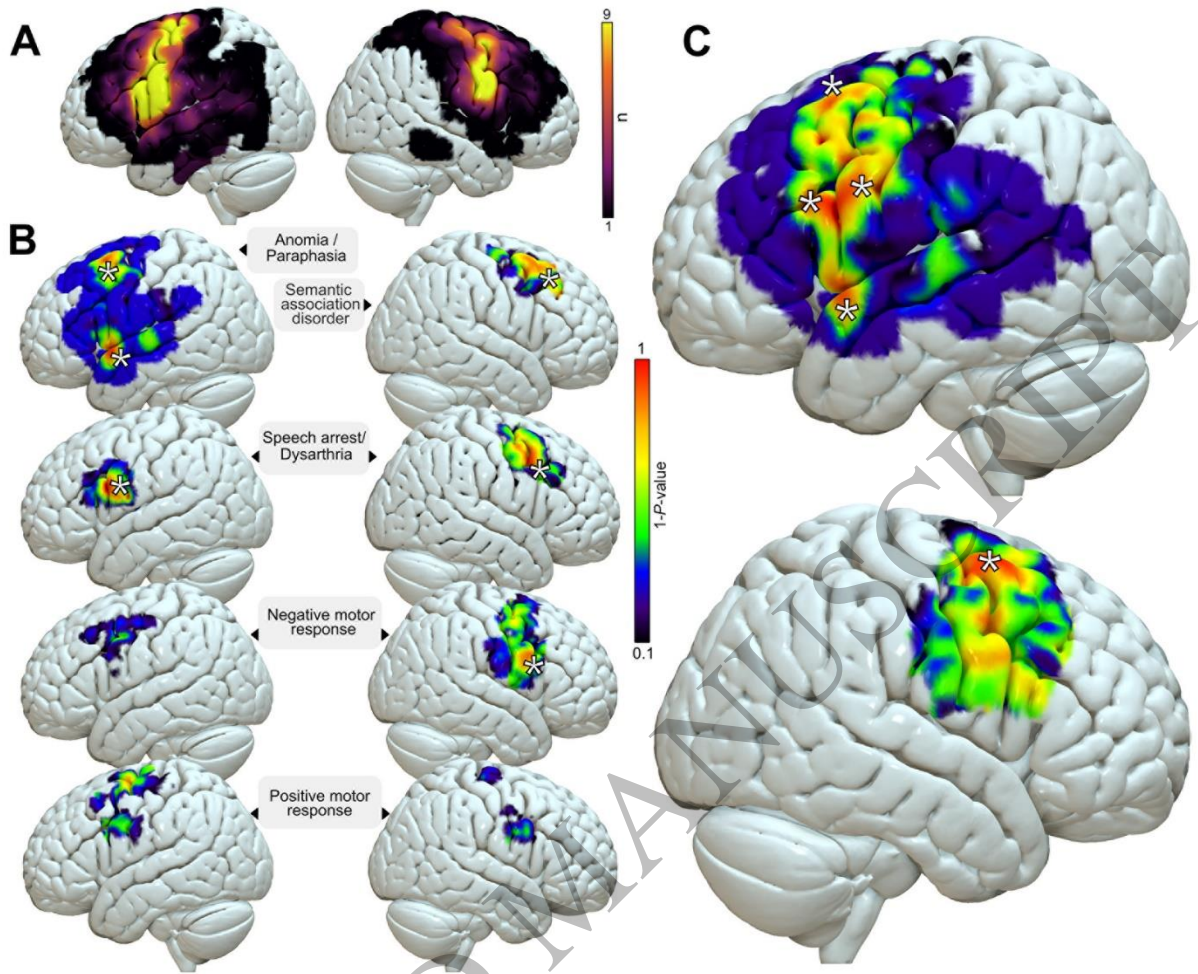 A
9
n
1
C
B
Anomia /
Paraphasia
Semantic
association
disorder
*
*
*
Speech arrest/
Dysarthria
*
*
Negative motor
response
*
Positive motor
response
1
1-P-value
0.1
*
*
*
*
*
O MANUSCRIPT